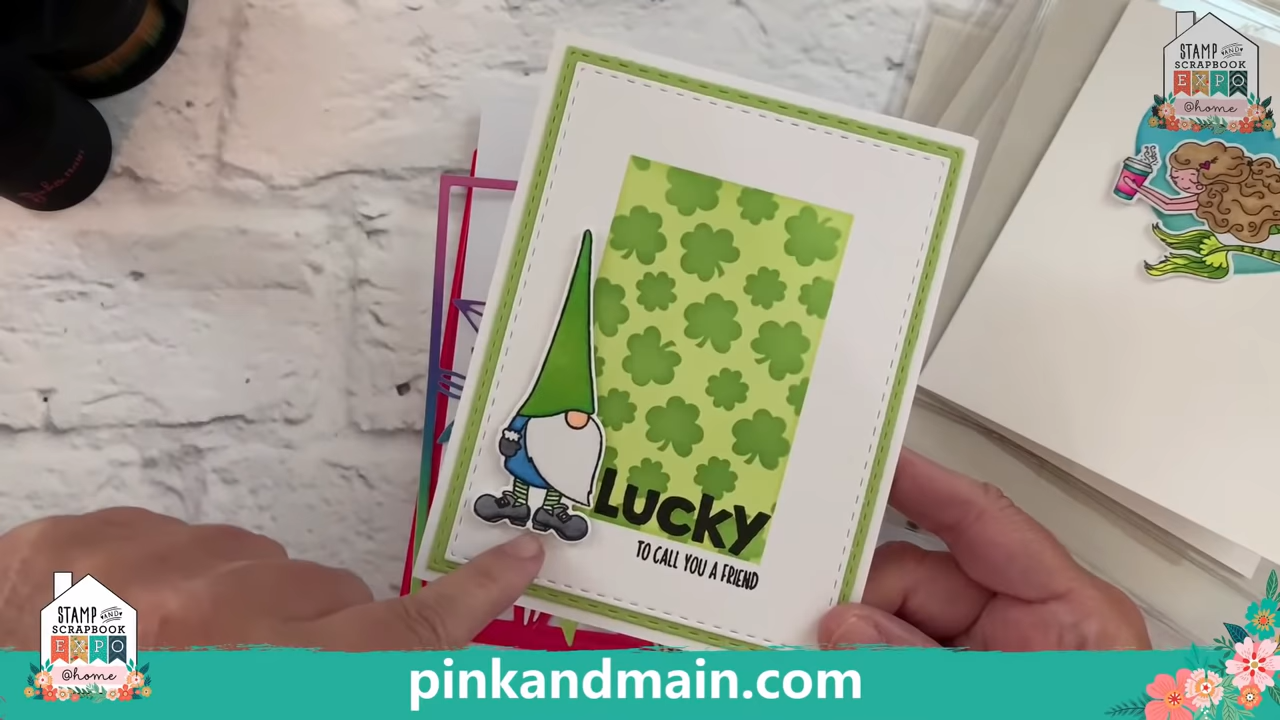 STAMP AND
SCRAPBOOK
EXPO
@home
LUCKY
TO CALL YOU A FRIEND
STAMP AND
SCRAPBOOK
EXPO
@home
pinkandmain.com